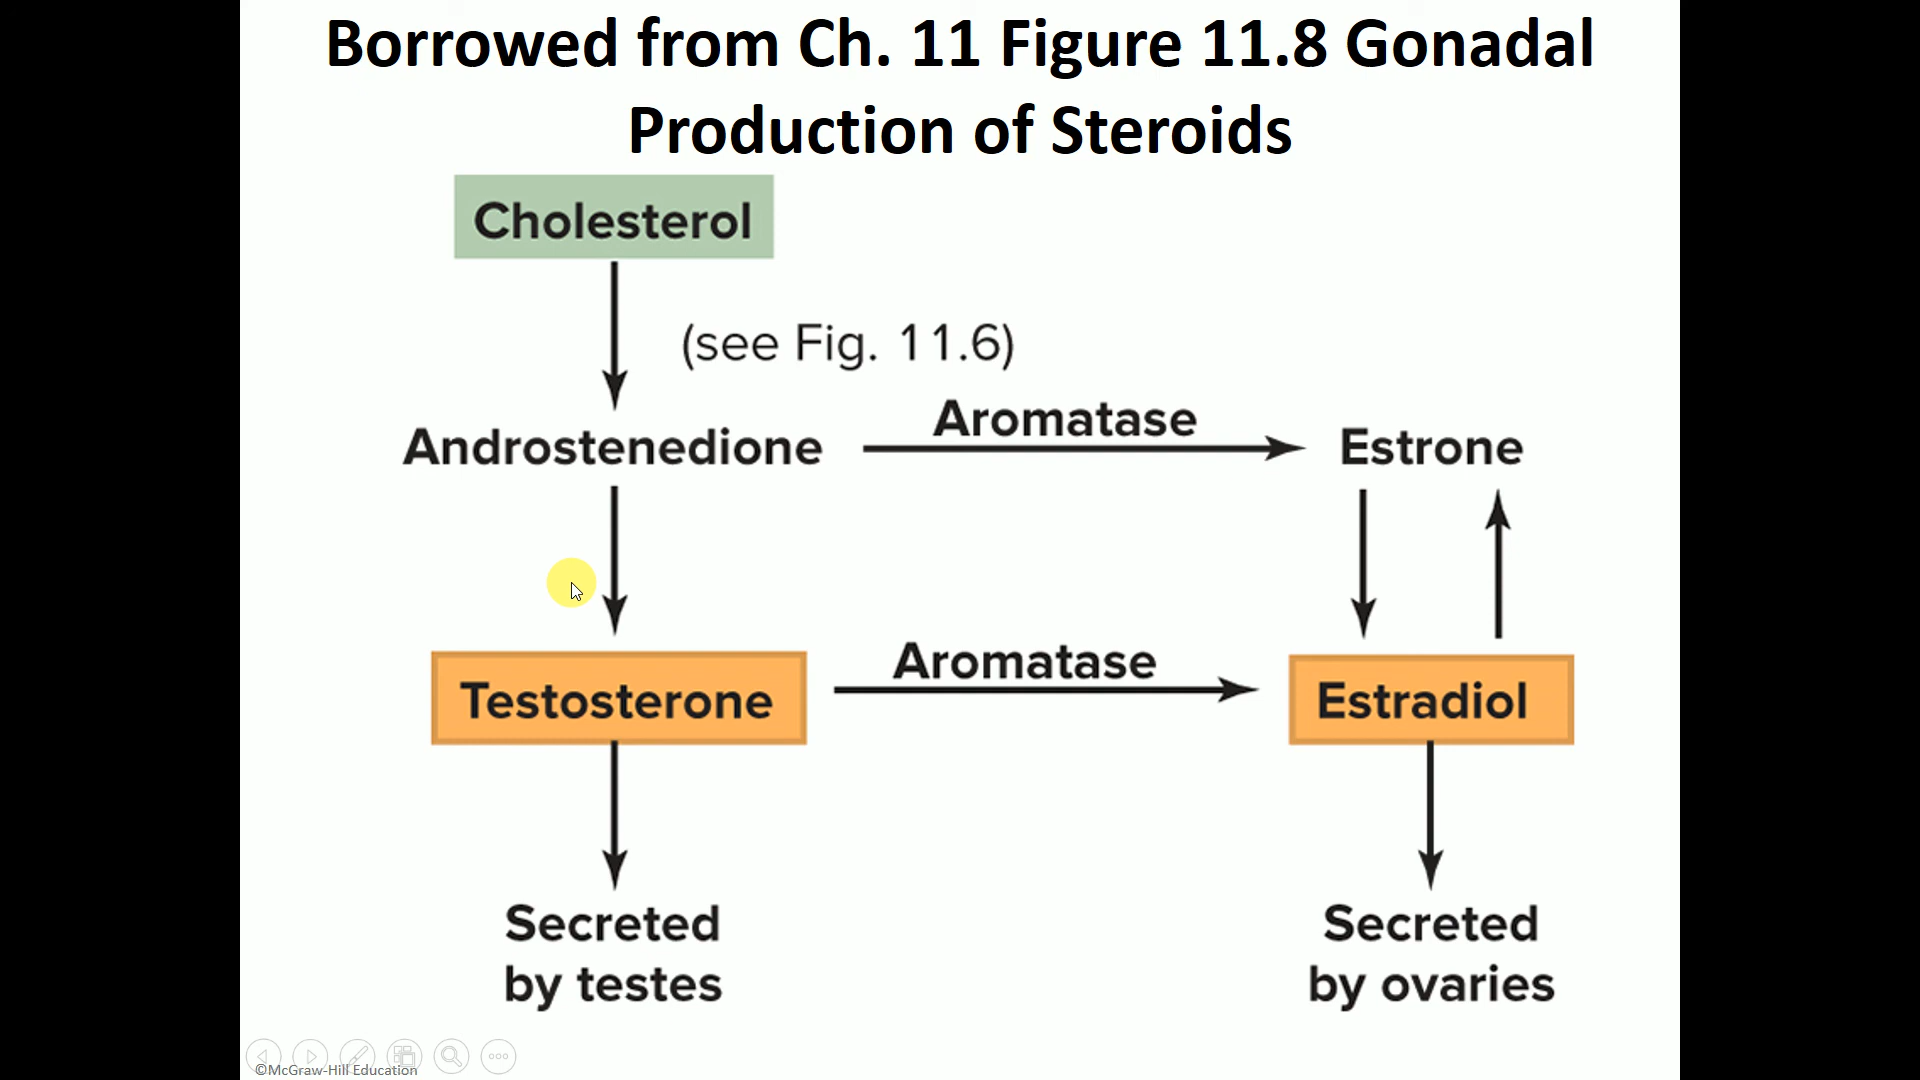 Borrowed from Ch. 11 Figure 11.8 Gonadal
Production of Steroids
Cholesterol
(see Fig. 11.6)
Aromatase
Androstenedione
Estrone
Aromatase
Testosterone
Estradiol
Secreted
by testes
Secreted
by ovaries
©McGraw-Hill Education